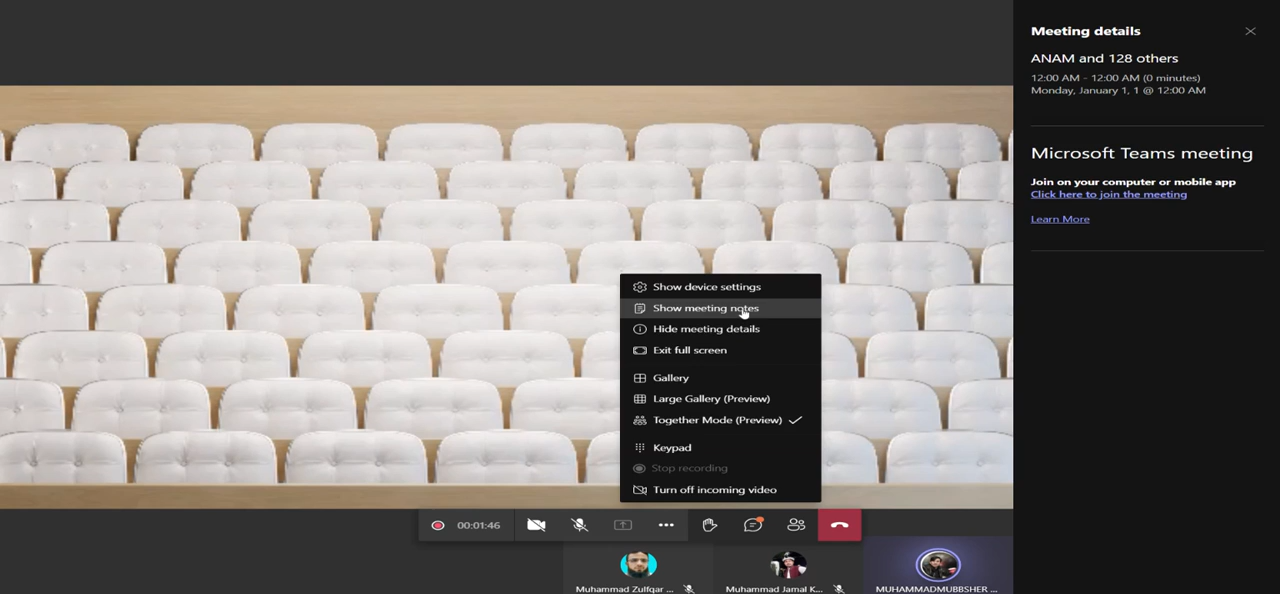 Meeting details
ANAM and 128 others
12:00 AM - 12:00 AM (0 minutes)
Monday, January 1, 1 @ 12:00 AM
Microsoft Teams meeting
Join on your computer or mobile app
Click here to join the meeting
Learn More
Show device settings
Show meeting notes
Hide meeting details
Exit full screen
Gallery
Large Gallery (Preview)
Together Mode (Preview)
Keypad
Stop recording
Turn off incoming video
00:01:46
Muhammad Zulfqar ...
Muhammad Jamal K...
MUHAMMADMUBBSHER ...